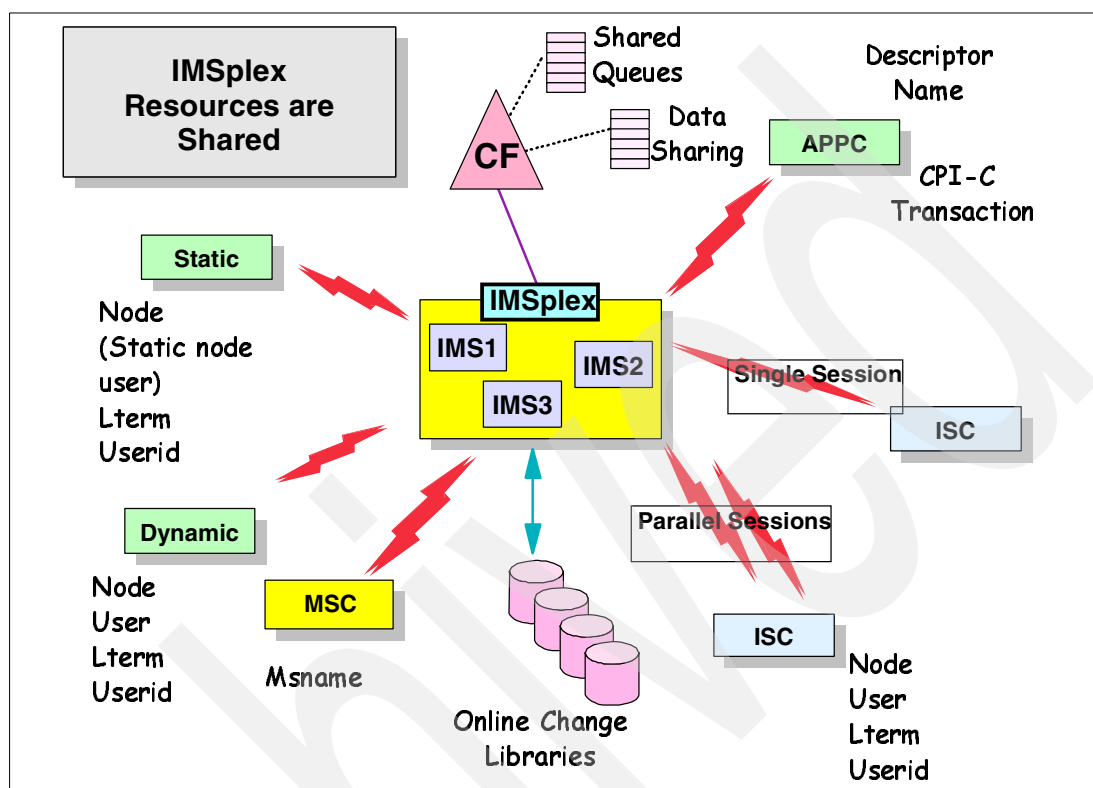 IMSplex
Resources are
Shared
Shared
Queues
Data
Sharing
CF
Descriptor
Name
APPC
CPI-C
Transaction
Static
Node
(Static node
user)
Lterm
Userid
IMSplex
IMS1
IMS2
IMS3
Single Session
ISC
Parallel Sessions
Dynamic
Node
User
Lterm
Userid
MSC
Msname
Online Change
Libraries
ISC
Node
User
Lterm
Userid